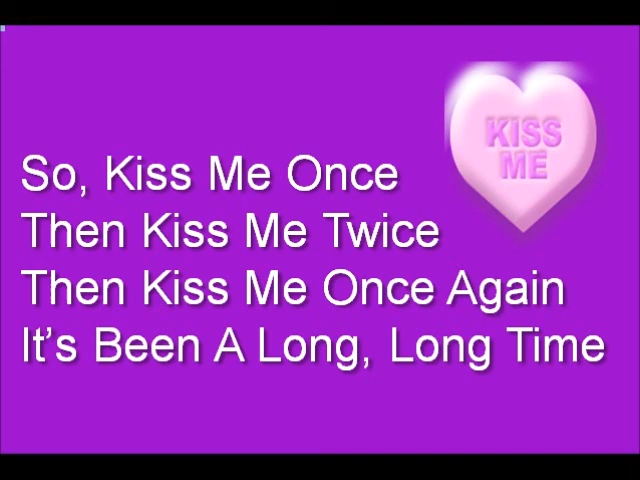 KISS
ME
So, Kiss Me Once
Then Kiss Me Twice
Then Kiss Me Once Again
It’s Been A Long, Long Time